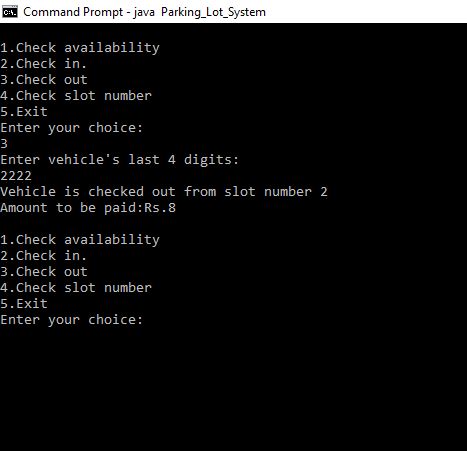 Command Prompt - java  Parking_Lot_System
1.Check availability
2.Check in.
3.Check out
4.Check slot number
5.Exit
Enter your choice:
3
Enter vehicle's last 4 digits:
2222
Vehicle is checked out from slot number 2
Amount to be paid:Rs.8
1.Check availability
2.Check in.
3.Check out
4.Check slot number
5.Exit
Enter your choice: